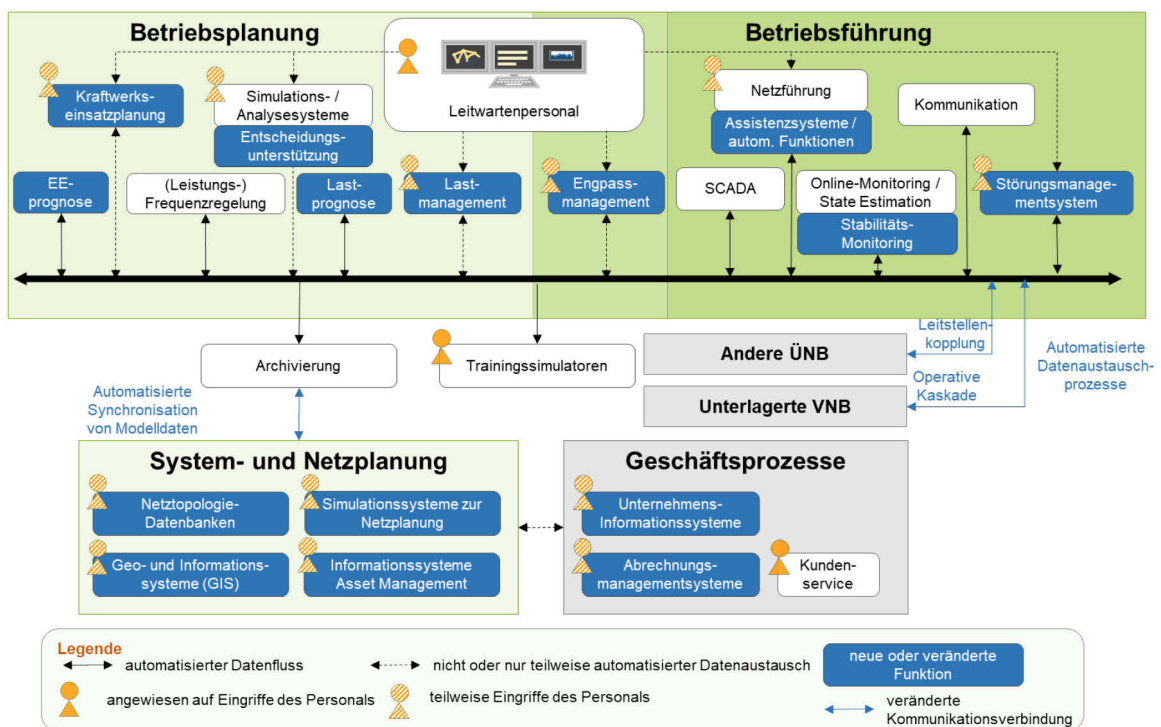 Betriebsplanung
Betriebsführung
Leitwartenpersonal
Kraftwerks-
einsatzplanung
Simulations- /
Analysesysteme
Entscheidungs-
unterstützung
EE-
prognose
(Leistungs-)
Frequenzregelung
Last-
prognose
Last-
management
Engpass-
management
Netzführung
Assistenzsysteme /
autom. Funktionen
SCADA
Kommunikation
Online-Monitoring /
State Estimation
Stabilitäts-
Monitoring
Störungsmanage-
mentsystem
Archivierung
Trainingssimulatoren
Andere ÜNB
Unterlagerte VNB
Leitstellen-
kopplung
Operative
Kaskade
Automatisierte
Datenaustausch-
prozesse
Automatisierte
Synchronisation
von Modelldaten
System- und Netzplanung
Netztopologie-
Datenbanken
Simulationssysteme zur
Netzplanung
Geo- und Informations-
systeme (GIS)
Informationssysteme
Asset Management
Geschäftsprozesse
Unternehmens-
Informationssysteme
Abrechnungs-
managementsysteme
Kunden-
service
Legende
automatisierter Datenfluss
nicht oder nur teilweise automatisierter Datenaustausch
neue oder veränderte
Funktion
angewiesen auf Eingriffe des Personals
teilweise Eingriffe des Personals
veränderte
Kommunikationsverbindung